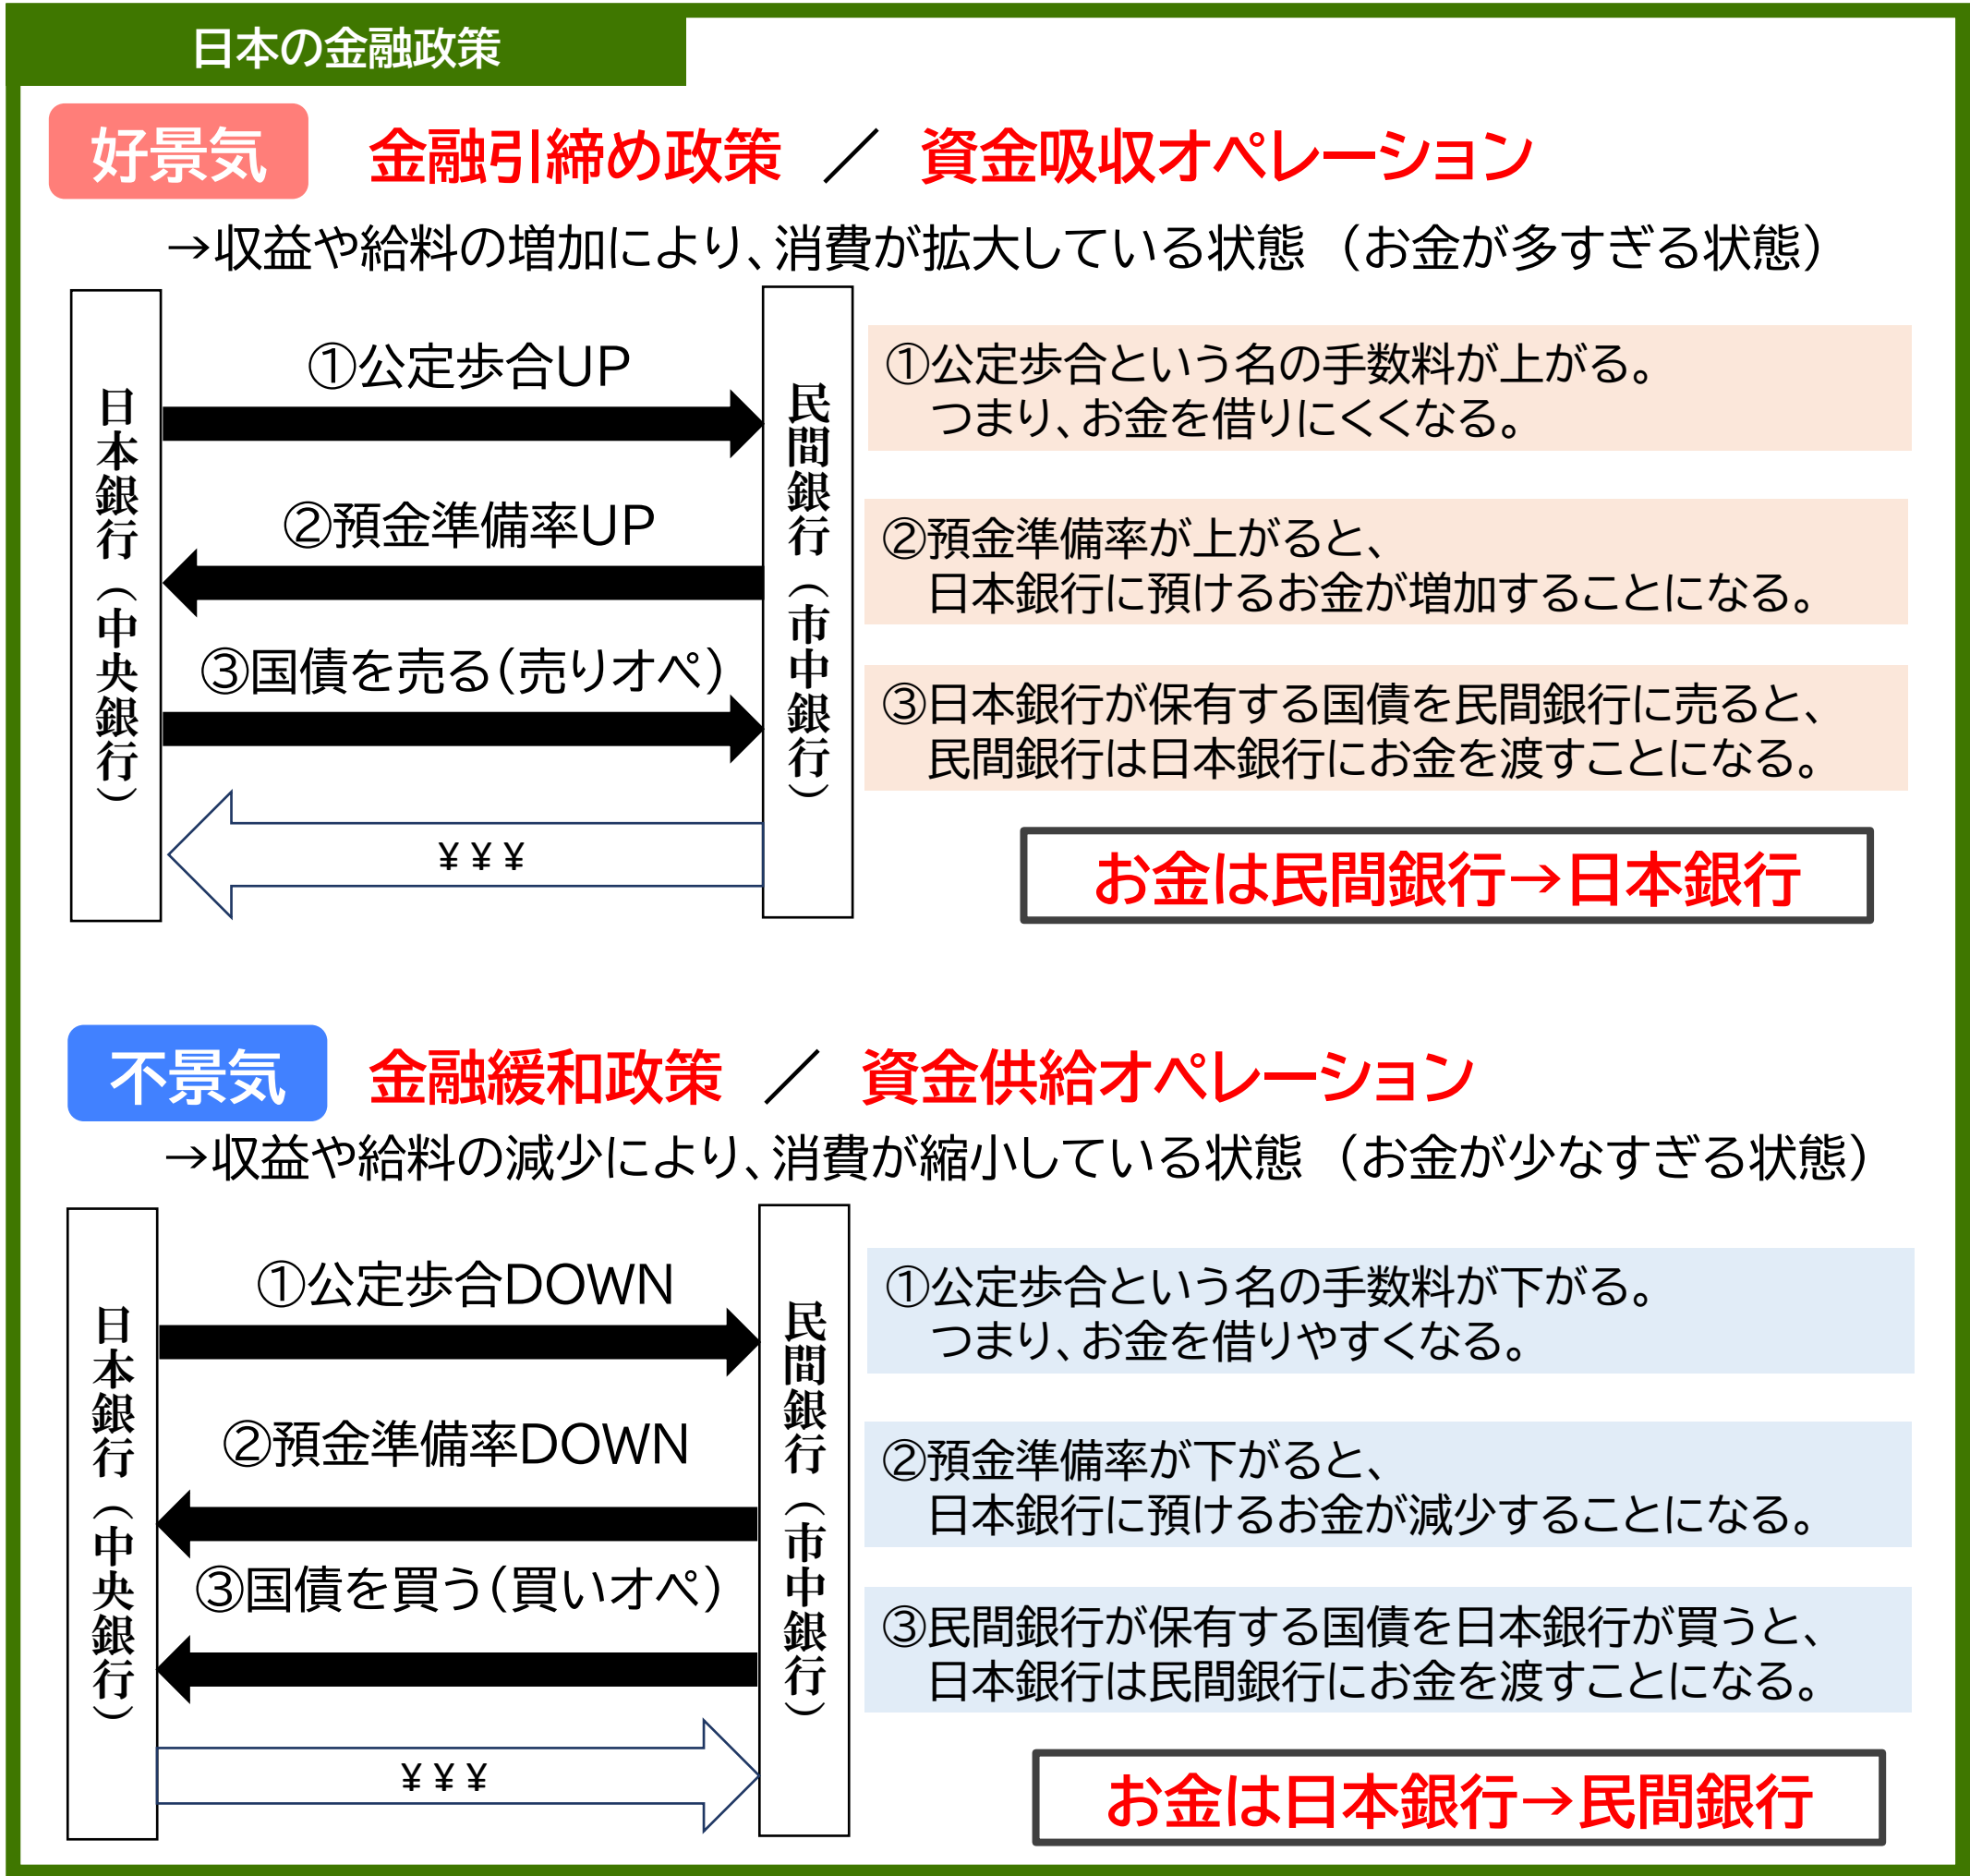 日本の金融政策
好景気
金融引締め政策 ／ 資金吸収オペレーション
→収益や給料の増加により、消費が拡大している状態 （お金が多すぎる状態）
日本銀行（中央銀行）
①公定歩合UP
②預金準備率UP
③国債を売る（売りオペ）
¥ ¥ ¥
民間銀行（市中銀行）
①公定歩合という名の手数料が上がる。
つまり、お金を借りにくくなる。
②預金準備率が上がると、
日本銀行に預けるお金が増加することになる。
③日本銀行が保有する国債を民間銀行に売ると、
民間銀行は日本銀行にお金を渡すことになる。
お金は民間銀行→日本銀行
不景気
金融緩和政策 ／ 資金供給オペレーション
→収益や給料の減少により、消費が縮小している状態 （お金が少なすぎる状態）
日本銀行（中央銀行）
①公定歩合DOWN
②預金準備率DOWN
③国債を買う（買いオペ）
¥ ¥ ¥
民間銀行（市中銀行）
①公定歩合という名の手数料が下がる。
つまり、お金を借りやすくなる。
②預金準備率が下がると、
日本銀行に預けるお金が減少することになる。
③民間銀行が保有する国債を日本銀行が買うと、
日本銀行は民間銀行にお金を渡すことになる。
お金は日本銀行→民間銀行